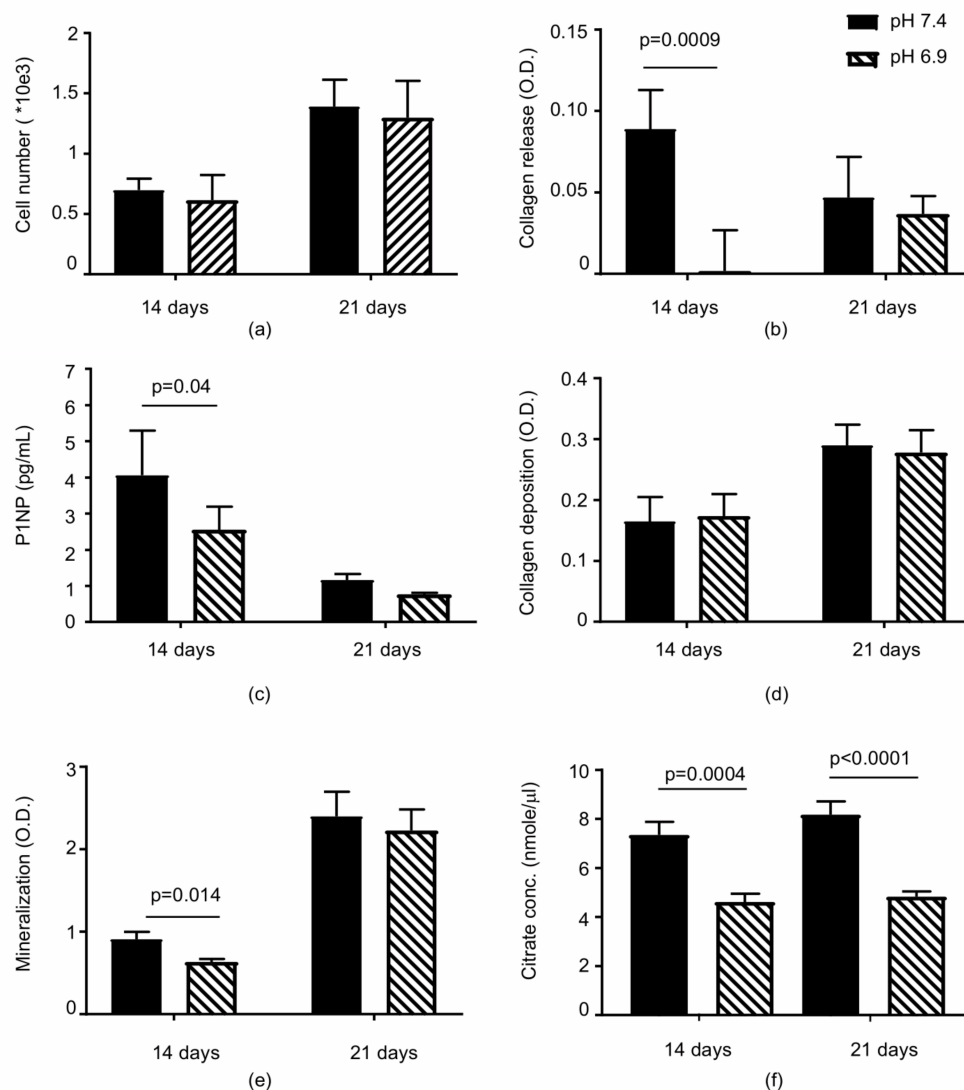 2
1.5
1
0.5
0
Cell number ( *10e3)
14 days
21 days
(a)
pH 7.4
pH 6.9
0.15
0.10
0.05
0
Collagen release (O.D.)
p=0.0009
14 days
21 days
(b)
7
6
5
4
3
2
1
0
P1NP (pg/mL)
p=0.04
14 days
21 days
(c)
0.4
0.3
0.2
0.1
0
Collagen deposition (O.D.)
14 days
21 days
(d)
3
2
1
0
Mineralization (O.D.)
p=0.014
14 days
21 days
(e)
10
8
6
4
2
0
Citrate conc. (nmole/µl)
p=0.0004
p<0.0001
14 days
21 days
(f)